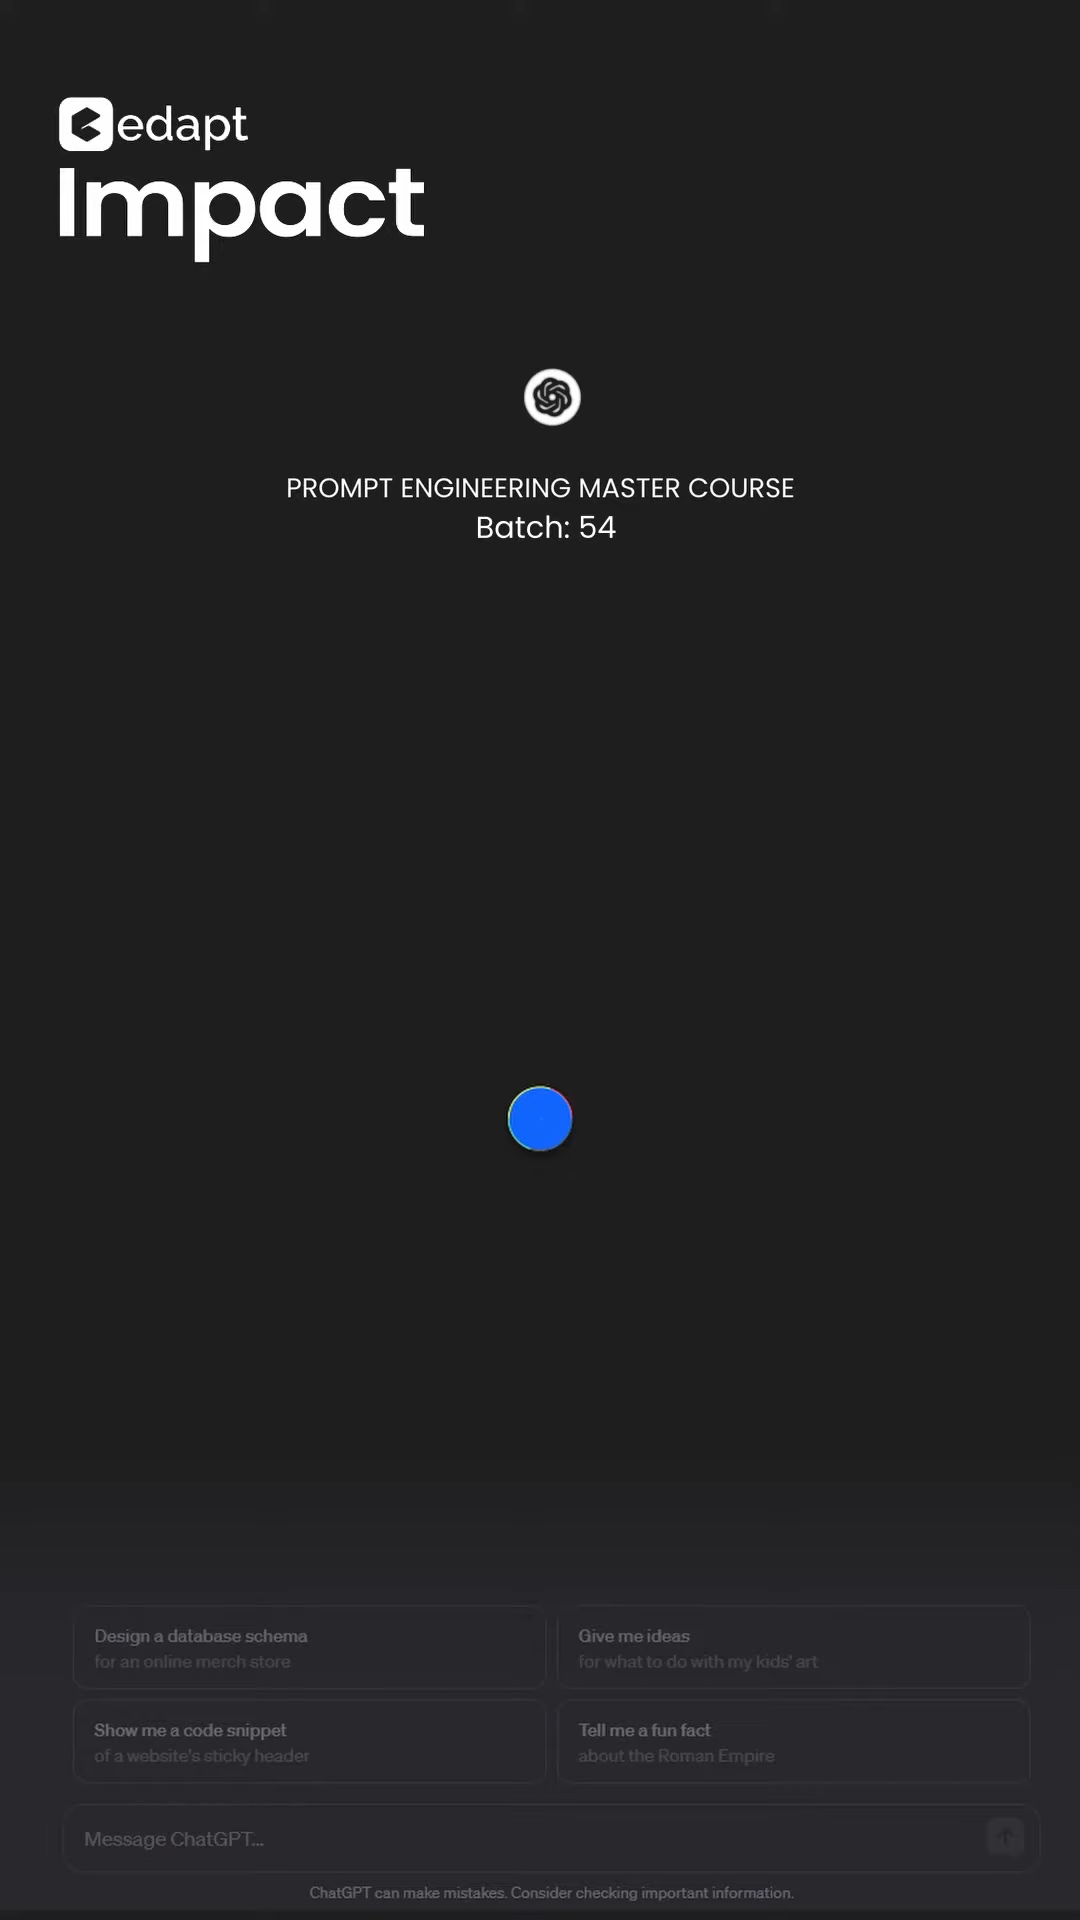 edapt
Impact
PROMPT ENGINEERING MASTER COURSE
Batch: 54
Design a database schema
for an online merch store
Give me ideas
for what to do with my kids' art
Show me a code snippet
of a website's sticky header
Tell me a fun fact
about the Roman Empire
Message ChatGPT...
ChatGPT can make mistakes. Consider checking important information.